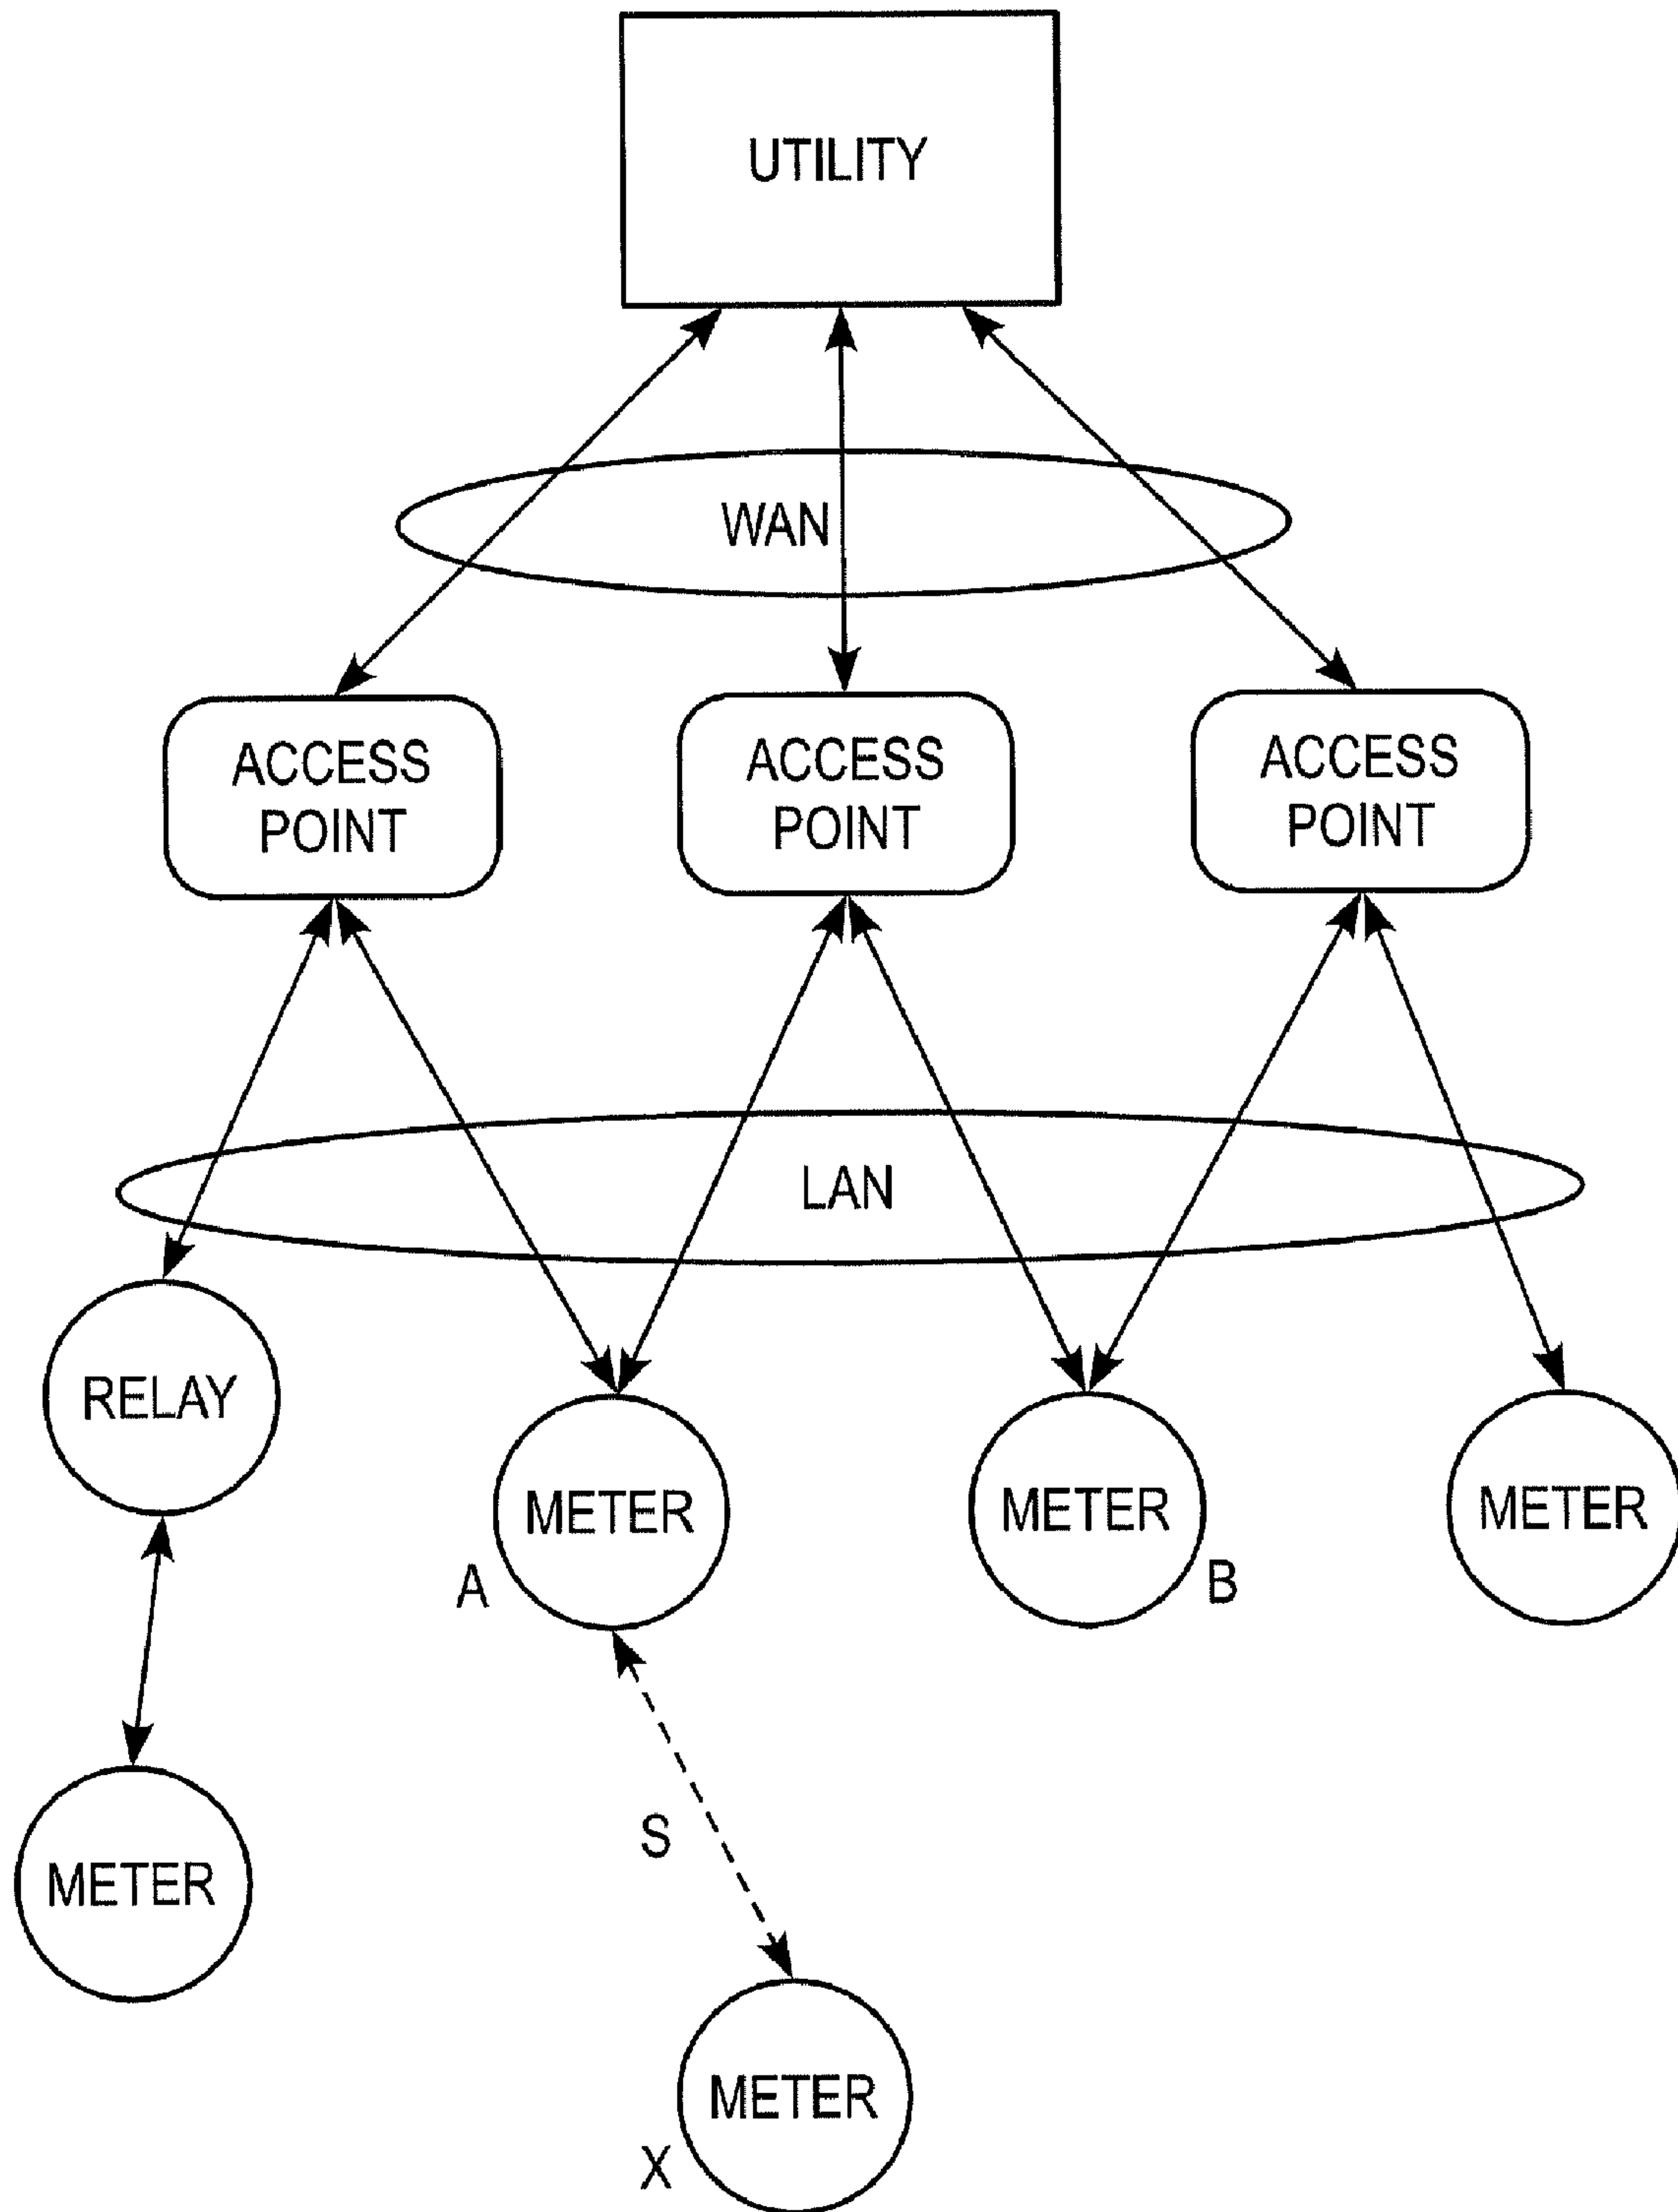 UTILITY
WAN
ACCESS
POINT
ACCESS
POINT
ACCESS
POINT
LAN
RELAY
METER
A
METER
B
METER
METER
S
METER
X